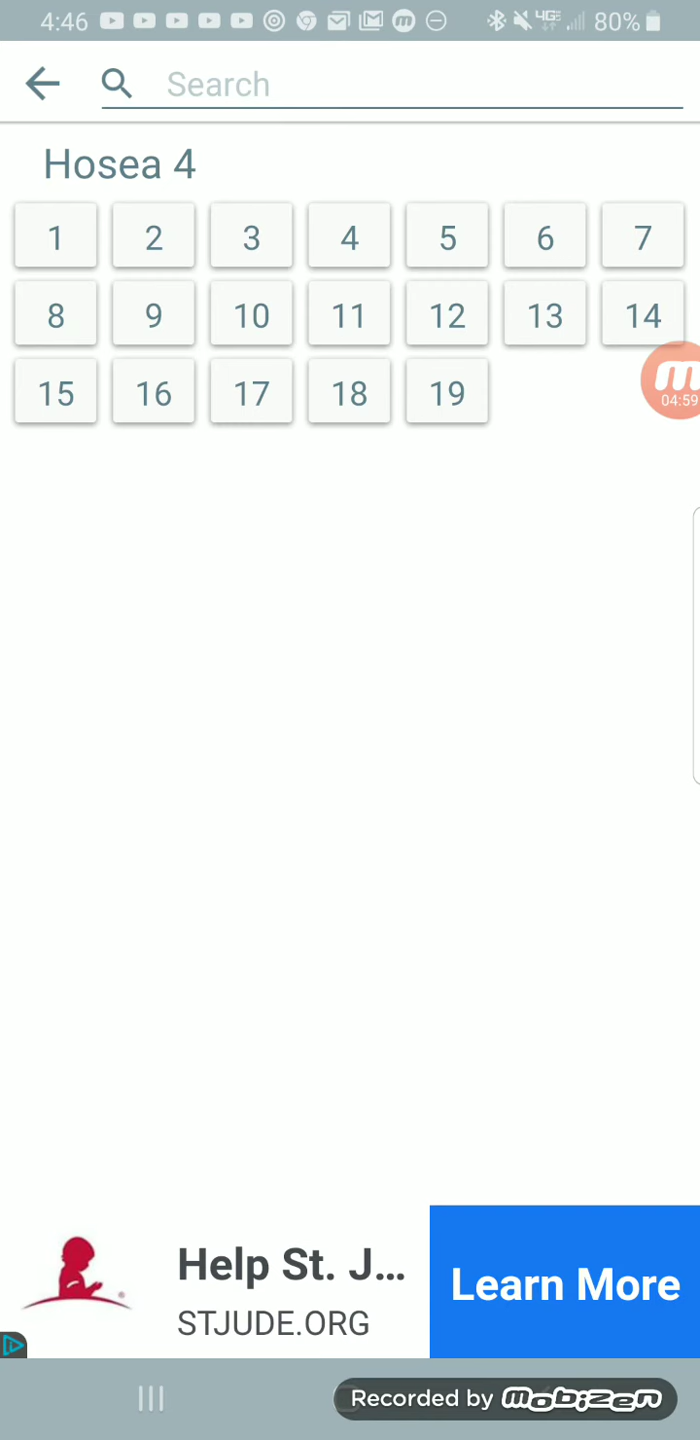 4:46 80%
Search
Hosea 4
1 2 3 4 5 6 7
8 9 10 11 12 13 14
15 16 17 18 19
04:59
Help St. J...
STJUDE.ORG
Learn More
Recorded by mobizen